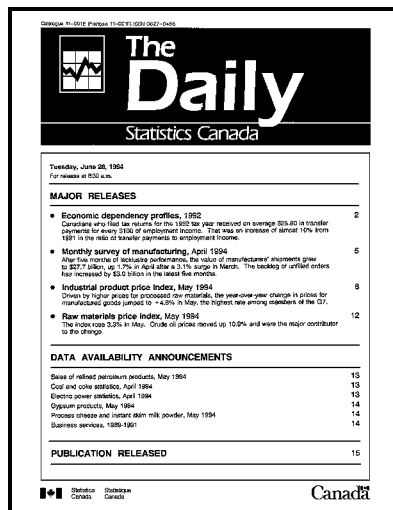 Catalogue 11-001E (Français 11-001F) ISSN 0827-0465
The
Daily
Statistics Canada
Tuesday, June 28, 1994
For release at 8:30 a.m.
MAJOR RELEASES
• Economic dependency profiles, 1992 2
Canadians who filed tax returns for the 1992 tax year received on average $25.80 in transfer
payments for every $100 of employment income. That was an increase of almost 10% from
1991 in the ratio of transfer payments to employment income.
• Monthly survey of manufacturing, April 1994 5
After five months of lacklustre performance, the value of manufacturers' shipments grew
to $27.7 billion, up 1.7% in April after a 3.1% surge in March. The backlog of unfilled orders
has increased by $3.0 billion in the latest five months.
• Industrial product price index, May 1994 8
Driven by higher prices for processed raw materials, the year-over-year change in prices for
manufactured goods jumped to +4.8% in May, the highest rate among members of the G7.
• Raw materials price index, May 1994 12
The index rose 3.3% in May. Crude oil prices moved up 10.9% and were the major contributor
to the change.
DATA AVAILABILITY ANNOUNCEMENTS
Sales of refined petroleum products, May 1994 13
Coal and coke statistics, April 1994 13
Electric power statistics, April 1994 13
Gypsum products, May 1994 14
Process cheese and instant skim milk powder, May 1994 14
Business services, 1989-1991 14
PUBLICATION RELEASED 15
Statistics Statistique
Canada Canada
Canada